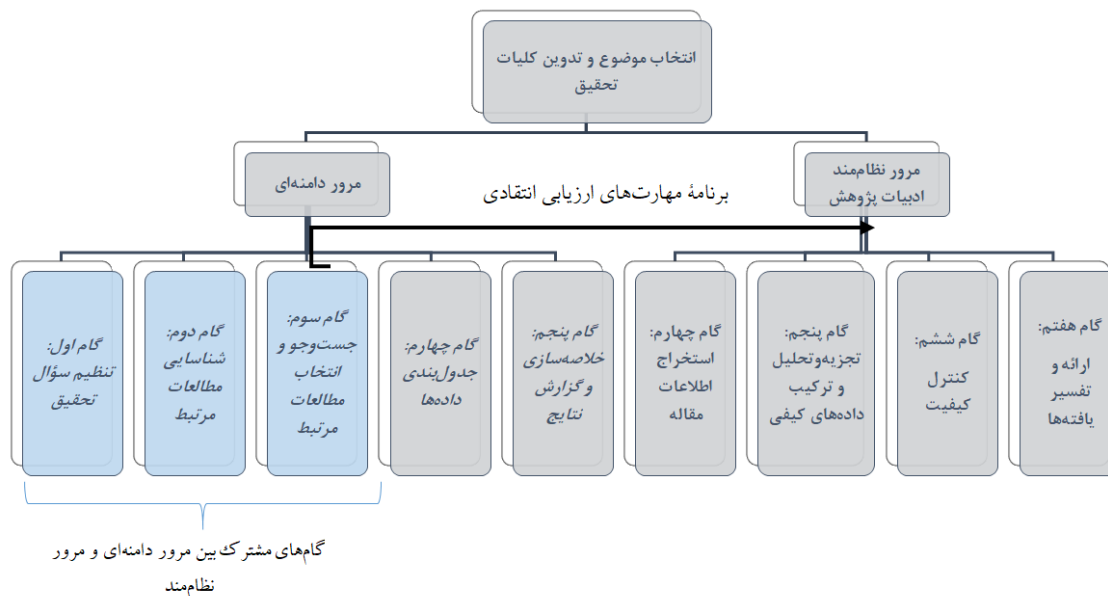 انتخاب موضوع و تدوین کلیات
تحقیق
مرور نظام‌مند
ادبیات پژوهش
مرور دامنه‌ای
برنامۀ مهارت‌های ارزیابی انتقادی
گام اول:
تنظیم سؤال
تحقیق
گام دوم:
شناسایی
مطالعات
مرتبط
گام سوم:
جست‌وجو و
انتخاب
مطالعات
مرتبط
گام چهارم:
جدول‌بندی
داده‌ها
گام پنجم:
خلاصه‌سازی
و گزارش
نتایج
گام چهارم:
استخراج
اطلاعات
مقاله
گام پنجم:
تجزیه‌وتحلیل
و ترکیب
داده‌های کیفی
گام ششم:
کنترل
کیفیت
گام هفتم:
ارائه و
تفسیر
یافته‌ها
گام‌های مشترک بین مرور دامنه‌ای و مرور
نظام‌مند